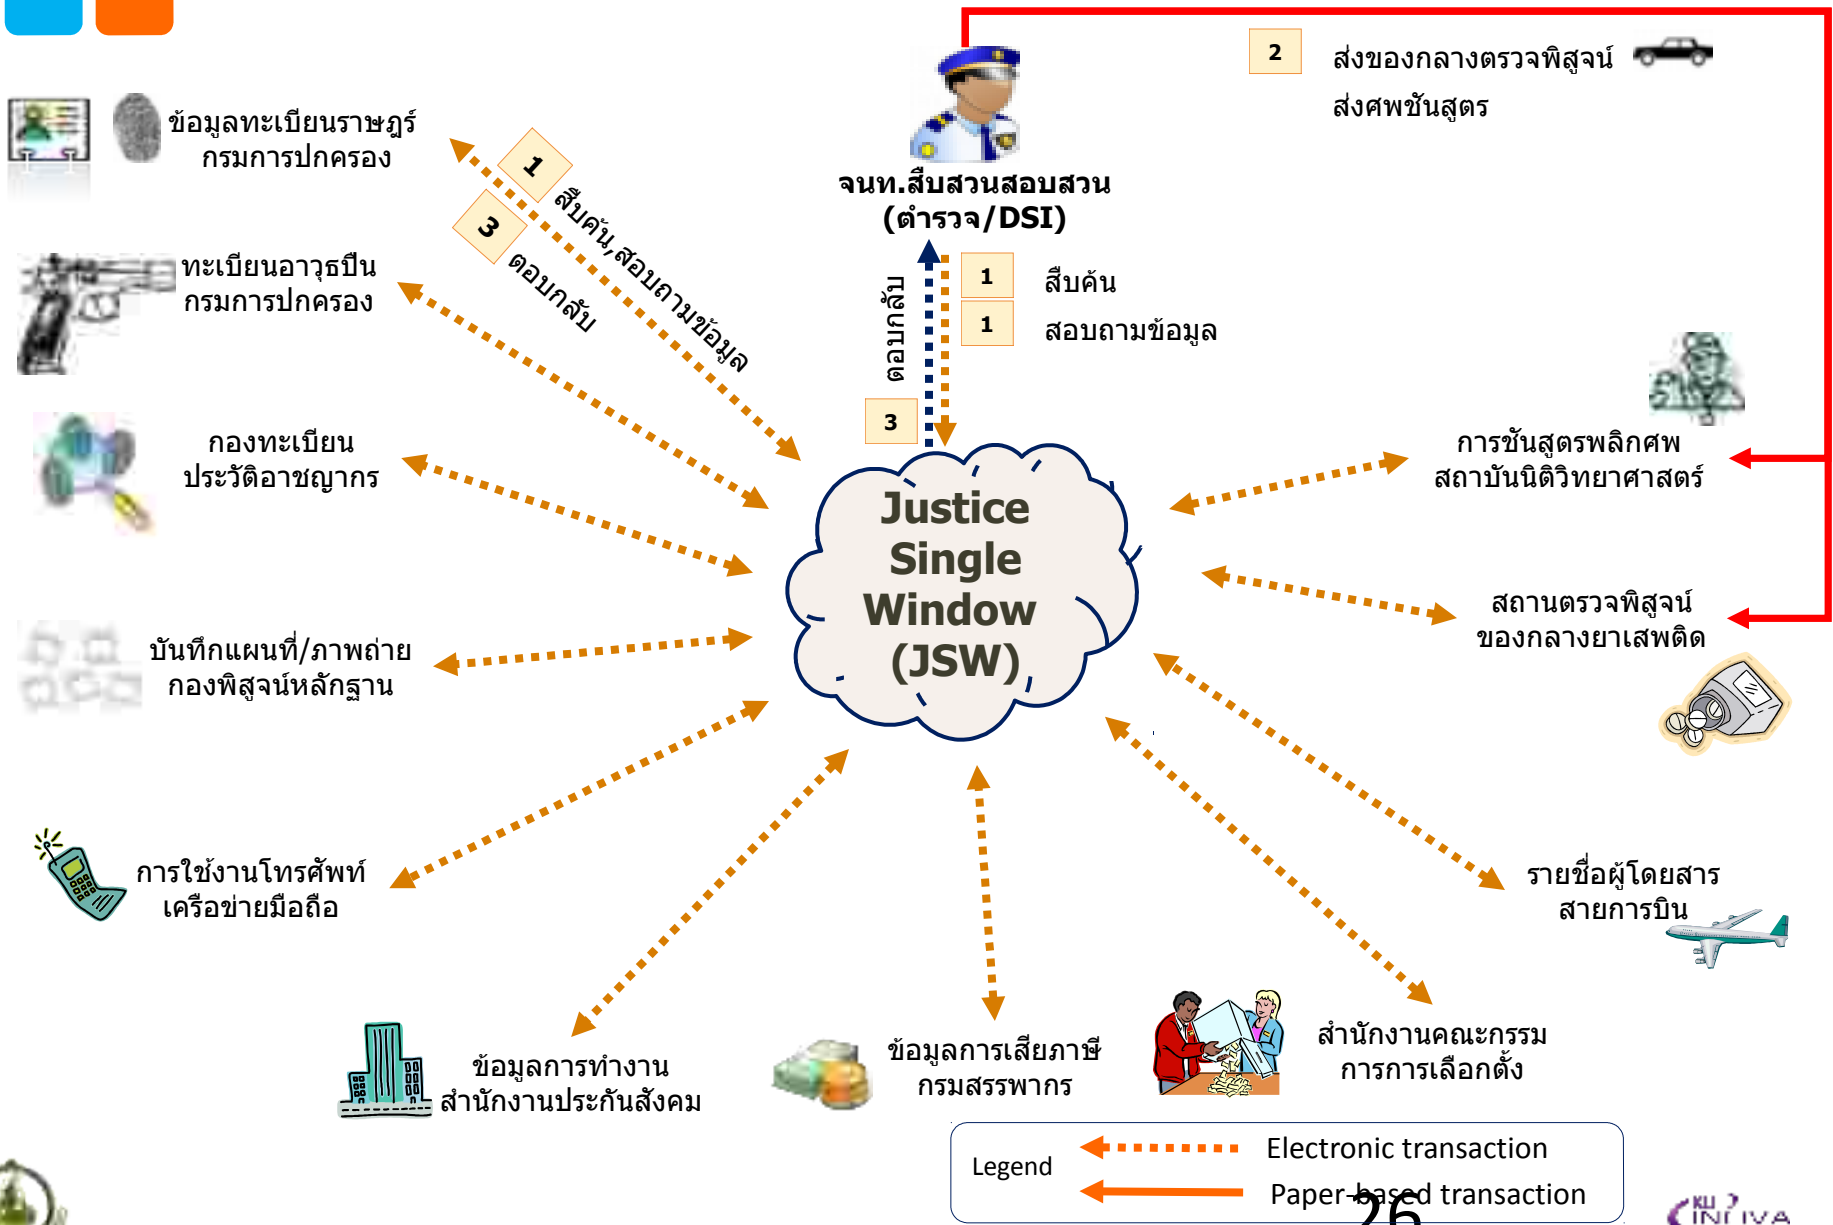 2
ส่งของกลางตรวจพิสูจน์
ส่งศพชันสูตร
ข้อมูลทะเบียนราษฎร์
กรมการปกครอง
1
สืบค้น,สอบถามข้อมูล
3
ตอบกลับ
จนท.สืบสวนสอบสวน
(ตำรวจ/DSI)
ทะเบียนอาวุธปืน
กรมการปกครอง
1
สืบค้น
1
สอบถามข้อมูล
ตอบกลับ
3
กองทะเบียน
ประวัติอาชญากร
การชันสูตรพลิกศพ
สถาบันนิติวิทยาศาสตร์
Justice
Single
Window
(JSW)
สถานตรวจพิสูจน์
ของกลางยาเสพติด
บันทึกแผนที่/ภาพถ่าย
กองพิสูจน์หลักฐาน
การใช้งานโทรศัพท์
เครือข่ายมือถือ
รายชื่อผู้โดยสาร
สายการบิน
ข้อมูลการทำงาน
สำนักงานประกันสังคม
ข้อมูลการเสียภาษี
กรมสรรพากร
สำนักงานคณะกรรม
การการเลือกตั้ง
Legend
Electronic transaction
Paper-based transaction
26